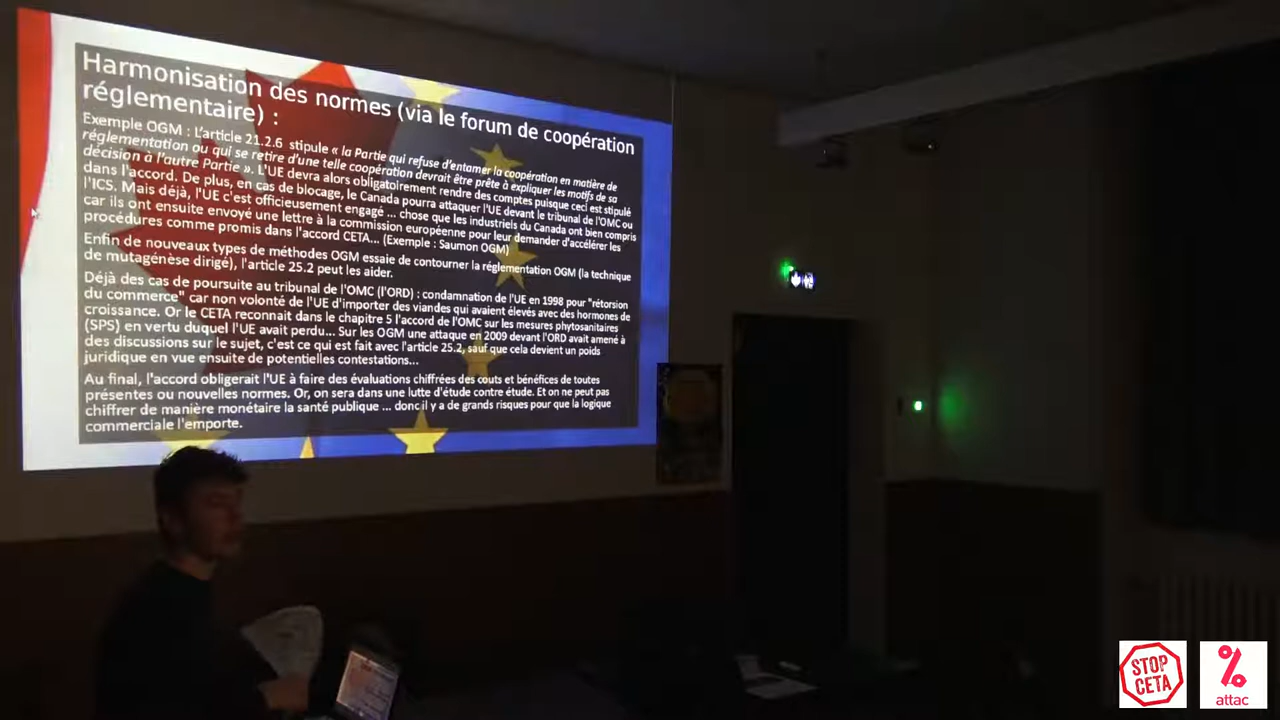 Harmonisation des normes (via le forum de coopération
réglementaire) :
Exemple OGM : L'article 21.2.6 stipule « la Partie qui refuse d'entamer la coopération en matière de
réglementation ou qui se retire d'une telle coopération devrait être prête à expliquer les motifs de sa
décision à l'autre Partie ». L'UE devra alors obligatoirement rendre des comptes puisque ceci est stipulé
dans l'accord. De plus, en cas de blocage, le Canada pourra attaquer l'UE devant le tribunal de l'OMC ou
l'ICS. Mais déjà, l'UE c'est officieusement engagé ... chose que les industriels du Canada ont bien compris
car ils ont ensuite envoyé une lettre à la commission européenne pour leur demander d'accélérer les
procédures comme promis dans l'accord CETA... (Exemple : Saumon OGM)
Enfin de nouveaux types de méthodes OGM essaie de contourner la réglementation OGM (la technique
de mutagénèse dirigé), l'article 25.2 peut les aider.
Déjà des cas de poursuite au tribunal de l'OMC (l'ORD) : condamnation de l'UE en 1998 pour "rétorsion
du commerce" car non volonté de l'UE d'importer des viandes qui avaient élevés avec des hormones de
croissance. Or le CETA reconnait dans le chapitre 5 l'accord de l'OMC sur les mesures phytosanitaires
(SPS) en vertu duquel l'UE avait perdu... Sur les OGM une attaque en 2009 devant l'ORD avait amené à
des discussions sur le sujet, c'est ce qui est fait avec l'article 25.2, sauf que cela devient un poids
juridique en vue ensuite de potentielles contestations...
Au final, l'accord obligerait l'UE à faire des évaluations chiffrées des couts et bénéfices de toutes
présentes ou nouvelles normes. Or, on sera dans une lutte d'étude contre étude. Et on ne peut pas
chiffrer de manière monétaire la santé publique ... donc il y a de grands risques pour que la logique
commerciale l'emporte.
STOP
CETA
%
attac